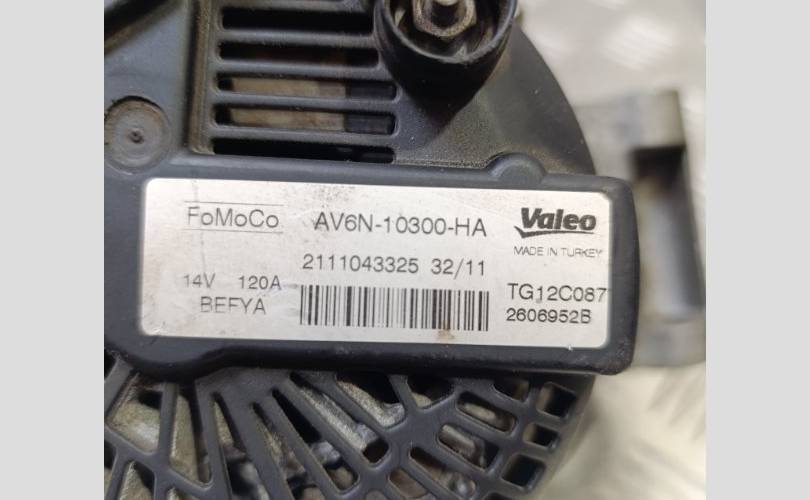 FoMoCo AV6N-10300-HA Valeo
MADE IN TURKEY
2111043325 32/11
14V 120A TG12C087
BEFYA 2606952B